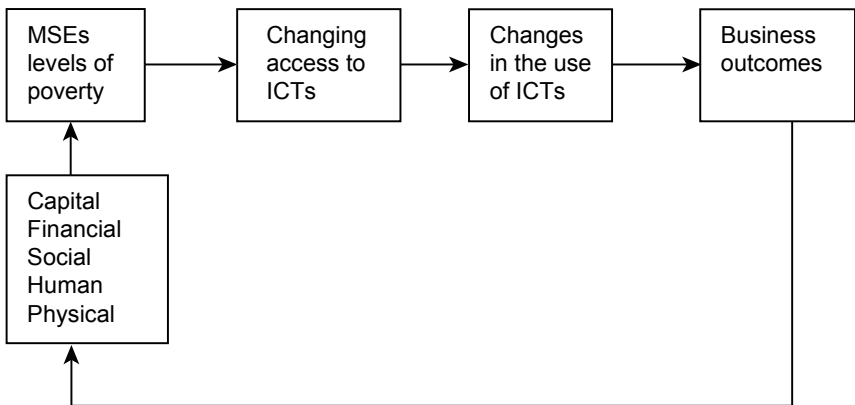 MSEs
levels of
poverty
Changing
access to
ICTs
Changes
in the use
of ICTs
Business
outcomes
Capital
Financial
Social
Human
Physical